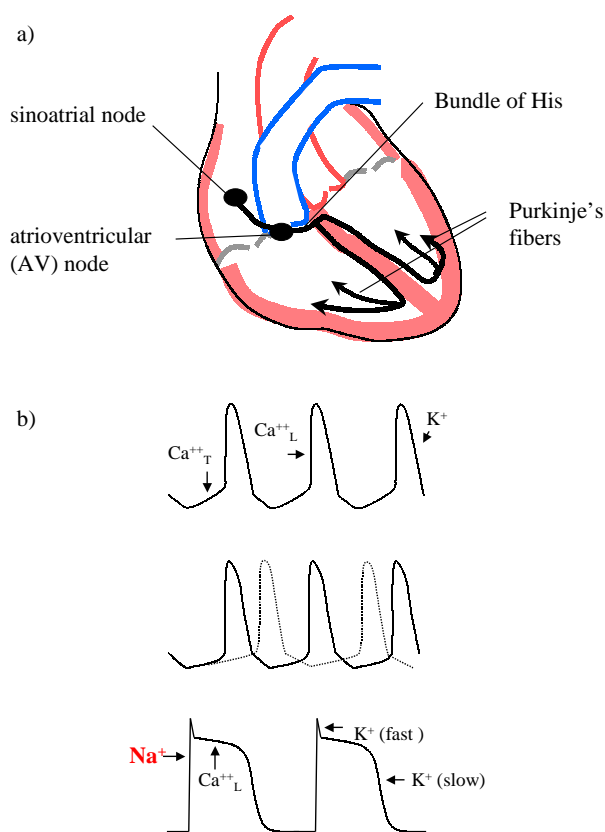 a)
sinoatrial node
Bundle of His
atrioventricular
(AV) node
Purkinje’s
fibers
b)
Ca⁺⁺T
Ca⁺⁺L
K⁺
Na⁺
Ca⁺⁺L
K⁺ (fast )
K⁺ (slow)